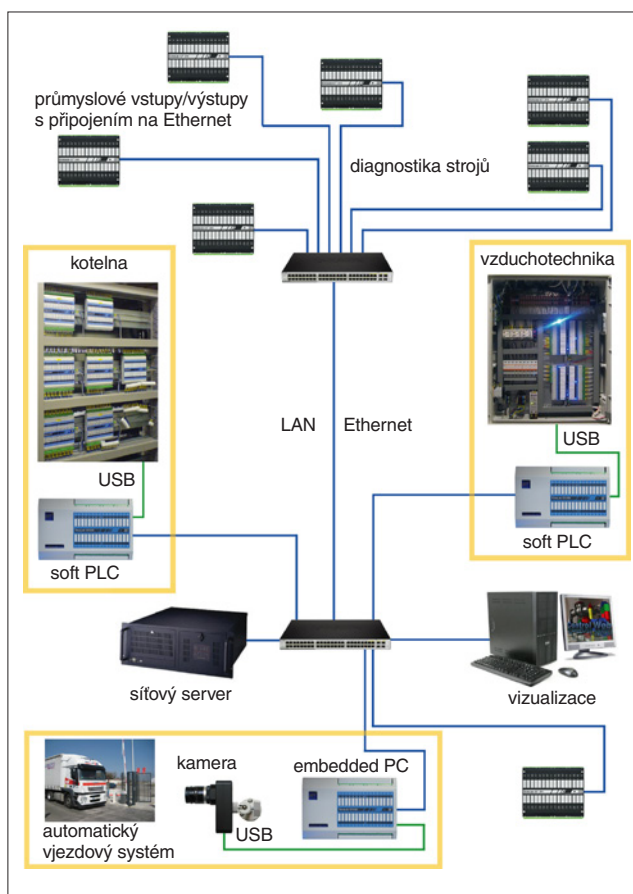 průmyslové vstupy/výstupy
s připojením na Ethernet
diagnostika strojů
kotelna
vzduchotechnika
LAN
Ethernet
USB
USB
soft PLC
soft PLC
síťový server
vizualizace
kamera
embedded PC
USB
automatický
vjezdový systém